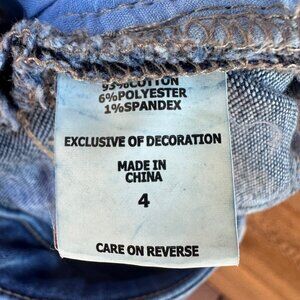 93%COTTON
6%POLYESTER
1%SPANDEX
EXCLUSIVE OF DECORATION
MADE IN
CHINA
4
CARE ON REVERSE